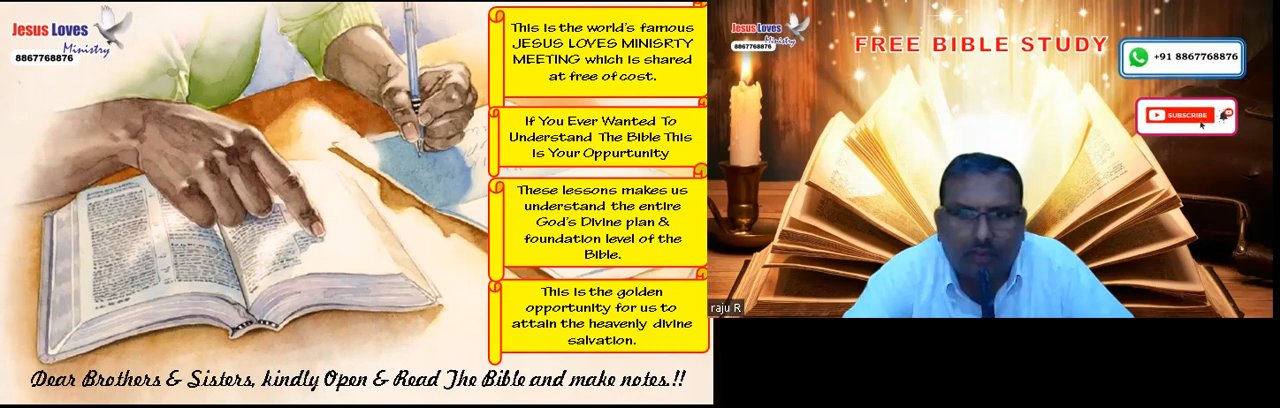 Jesus Loves
Ministry
8867768876
This is the world's famous
JESUS LOVES MINISRTY
MEETING which is shared
at free of cost.
If You Ever Wanted To
Understand The Bible This
Is Your Oppurtunity
These lessons makes us
understand the entire
God's Divine plan &
foundation level of the
Bible.
This is the golden
opportunity for us to
attain the heavenly divine
salvation.
Dear Brothers & Sisters, kindly Open & Read The Bible and make notes.!!
Jesus Loves
Ministry
8867768876
FREE BIBLE STUDY
+91 8867768876
SUBSCRIBE
raju R